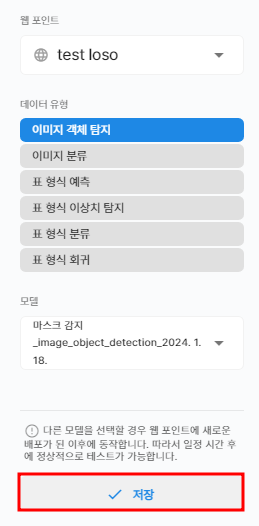 웹 포인트
test loso
데이터 유형
이미지 객체 탐지
이미지 분류
표 형식 예측
표 형식 이상치 탐지
표 형식 분류
표 형식 회귀
모델
마스크 감지
_image_object_detection_2024. 1.
18.
다른 모델을 선택할 경우 웹 포인트에 새로운
배포가 된 이후에 동작합니다. 따라서 일정 시간 후
에 정상적으로 테스트가 가능합니다.
저장